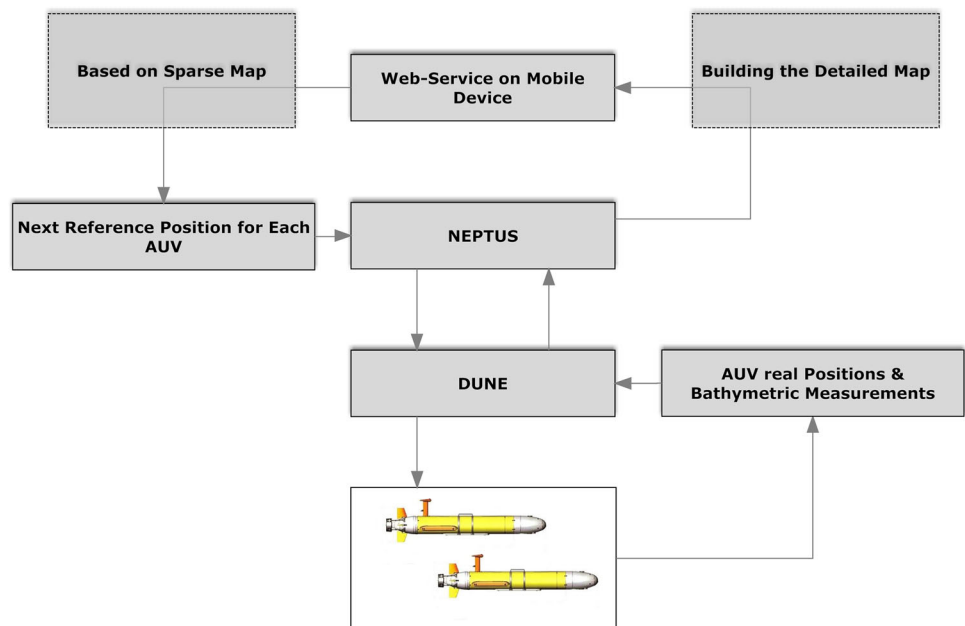 Based on Sparse Map
Web-Service on Mobile
Device
Building the Detailed Map
Next Reference Position for Each
AUV
NEPTUS
DUNE
AUV real Positions &
Bathymetric Measurements